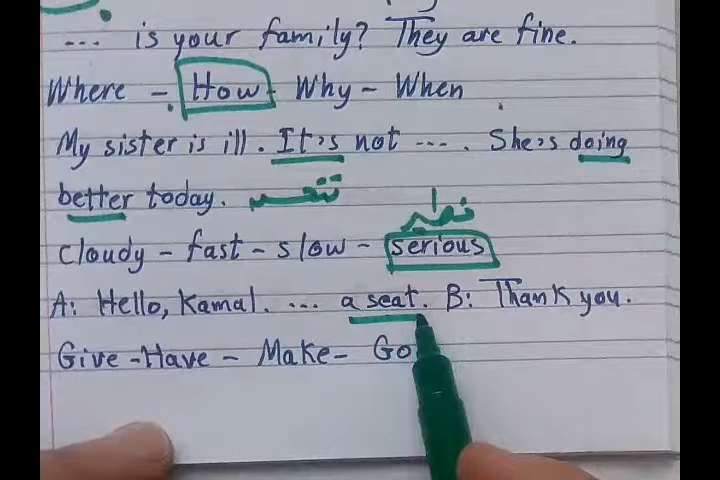 ... is your family? They are fine.
Where - How - Why - When
My sister is ill. It's not .... She's doing
better today. تتحسن
خطير
cloudy - fast - slow - serious
A: Hello, Kamal. ... a seat. B: Thank you.
Give - Have - Make - Go